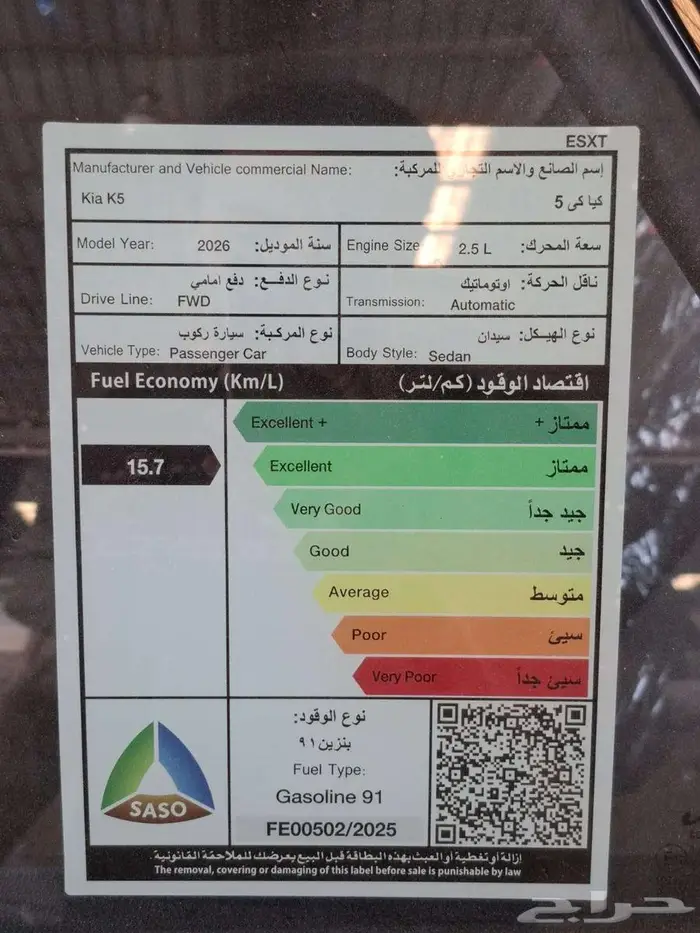 ESXT
Manufacturer and Vehicle commercial Name: إسم الصانع والاسم التجاري للمركبة:
Kia K5 كيا كى 5
Model Year: 2026 سنة الموديل: Engine Size 2.5 L سعة المحرك:
نوع الدفع: دفع امامي ناقل الحركة: اوتوماتيك
Drive Line: FWD Transmission: Automatic
نوع المركبة: سيارة ركوب نوع الهيكل: سيدان
Vehicle Type: Passenger Car Body Style: Sedan
Fuel Economy (Km/L) اقتصاد الوقود (كم/لتر)
Excellent + ممتاز +
15.7 Excellent ممتاز
Very Good جيد جداً
Good جيد
Average متوسط
Poor سيئ
Very Poor سيئ جداً
نوع الوقود:
بنزين ٩١
Fuel Type:
Gasoline 91
SASO
FE00502/2025
إزالة أو تغطية أو العبث بهذه البطاقة قبل البيع يعرضك للملاحقة القانونية.
The removal, covering or damaging of this label before sale is punishable by law
حراج